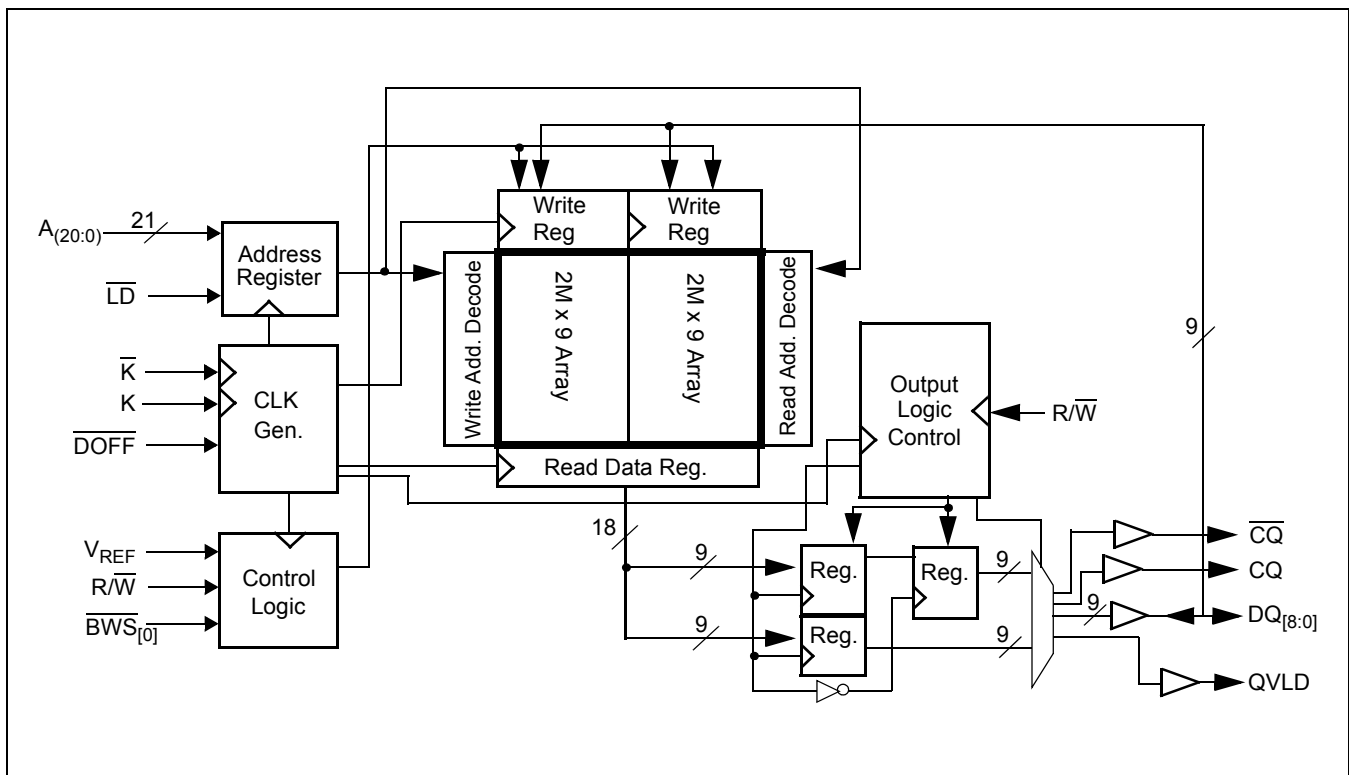 A(20:0)
21
LD
Address
Register
K
K
DOFF
CLK
Gen.
VREF
R/W
BWS[0]
Control
Logic
Write
Reg
Write
Reg
Write Add. Decode
2M x 9 Array
2M x 9 Array
Read Add. Decode
Read Data Reg.
18
9
9
Output
Logic
Control
R/W
Reg.
Reg.
Reg.
9
9
9
9
CQ
CQ
DQ[8:0]
QVLD